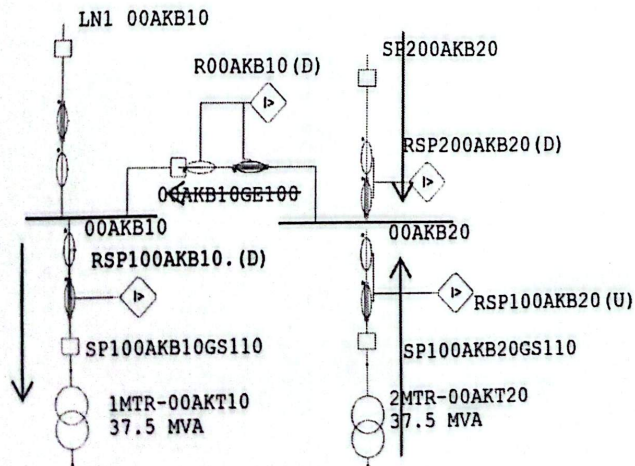 LN1 00AKB10
SP200AKB20
R00AKB10(D)
RSP200AKB20(D)
I>
I>
00AKB10GE100
00AKB10
00AKB20
RSP100AKB10.(D)
I>
I>
RSP100AKB20(U)
SP100AKB10GS110
SP100AKB20GS110
1MTR-00AKT10
37.5 MVA
2MTR-00AKT20
37.5 MVA